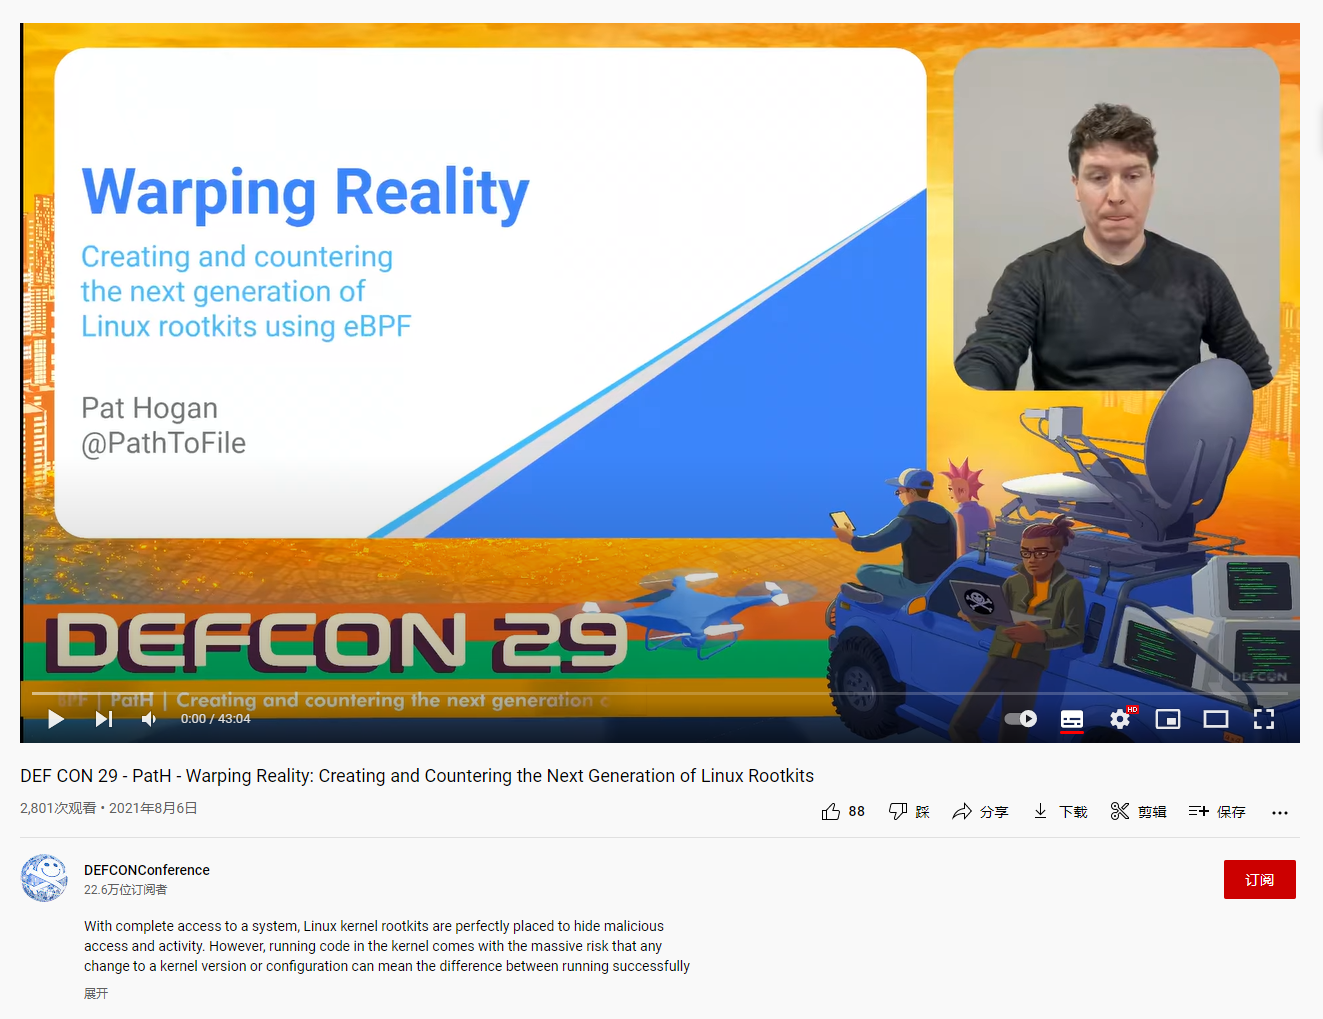 Warping Reality
Creating and countering
the next generation of
Linux rootkits using eBPF
Pat Hogan
@PathToFile
DEFCON 29
BPF | PatH | Creating and countering the next generation c
DEFCON
0:00 / 43:04
HD
DEF CON 29 - PatH - Warping Reality: Creating and Countering the Next Generation of Linux Rootkits
2,801次观看 • 2021年8月6日
88 踩 分享 下载 剪辑 保存
DEFCONConference
22.6万位订阅者
订阅
With complete access to a system, Linux kernel rootkits are perfectly placed to hide malicious
access and activity. However, running code in the kernel comes with the massive risk that any
change to a kernel version or configuration can mean the difference between running successfully
展开